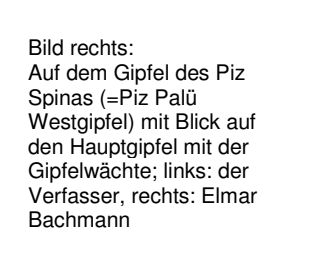 Bild rechts:
Auf dem Gipfel des Piz
Spinas (=Piz Palü
Westgipfel) mit Blick auf
den Hauptgipfel mit der
Gipfelwächte; links: der
Verfasser, rechts: Elmar
Bachmann